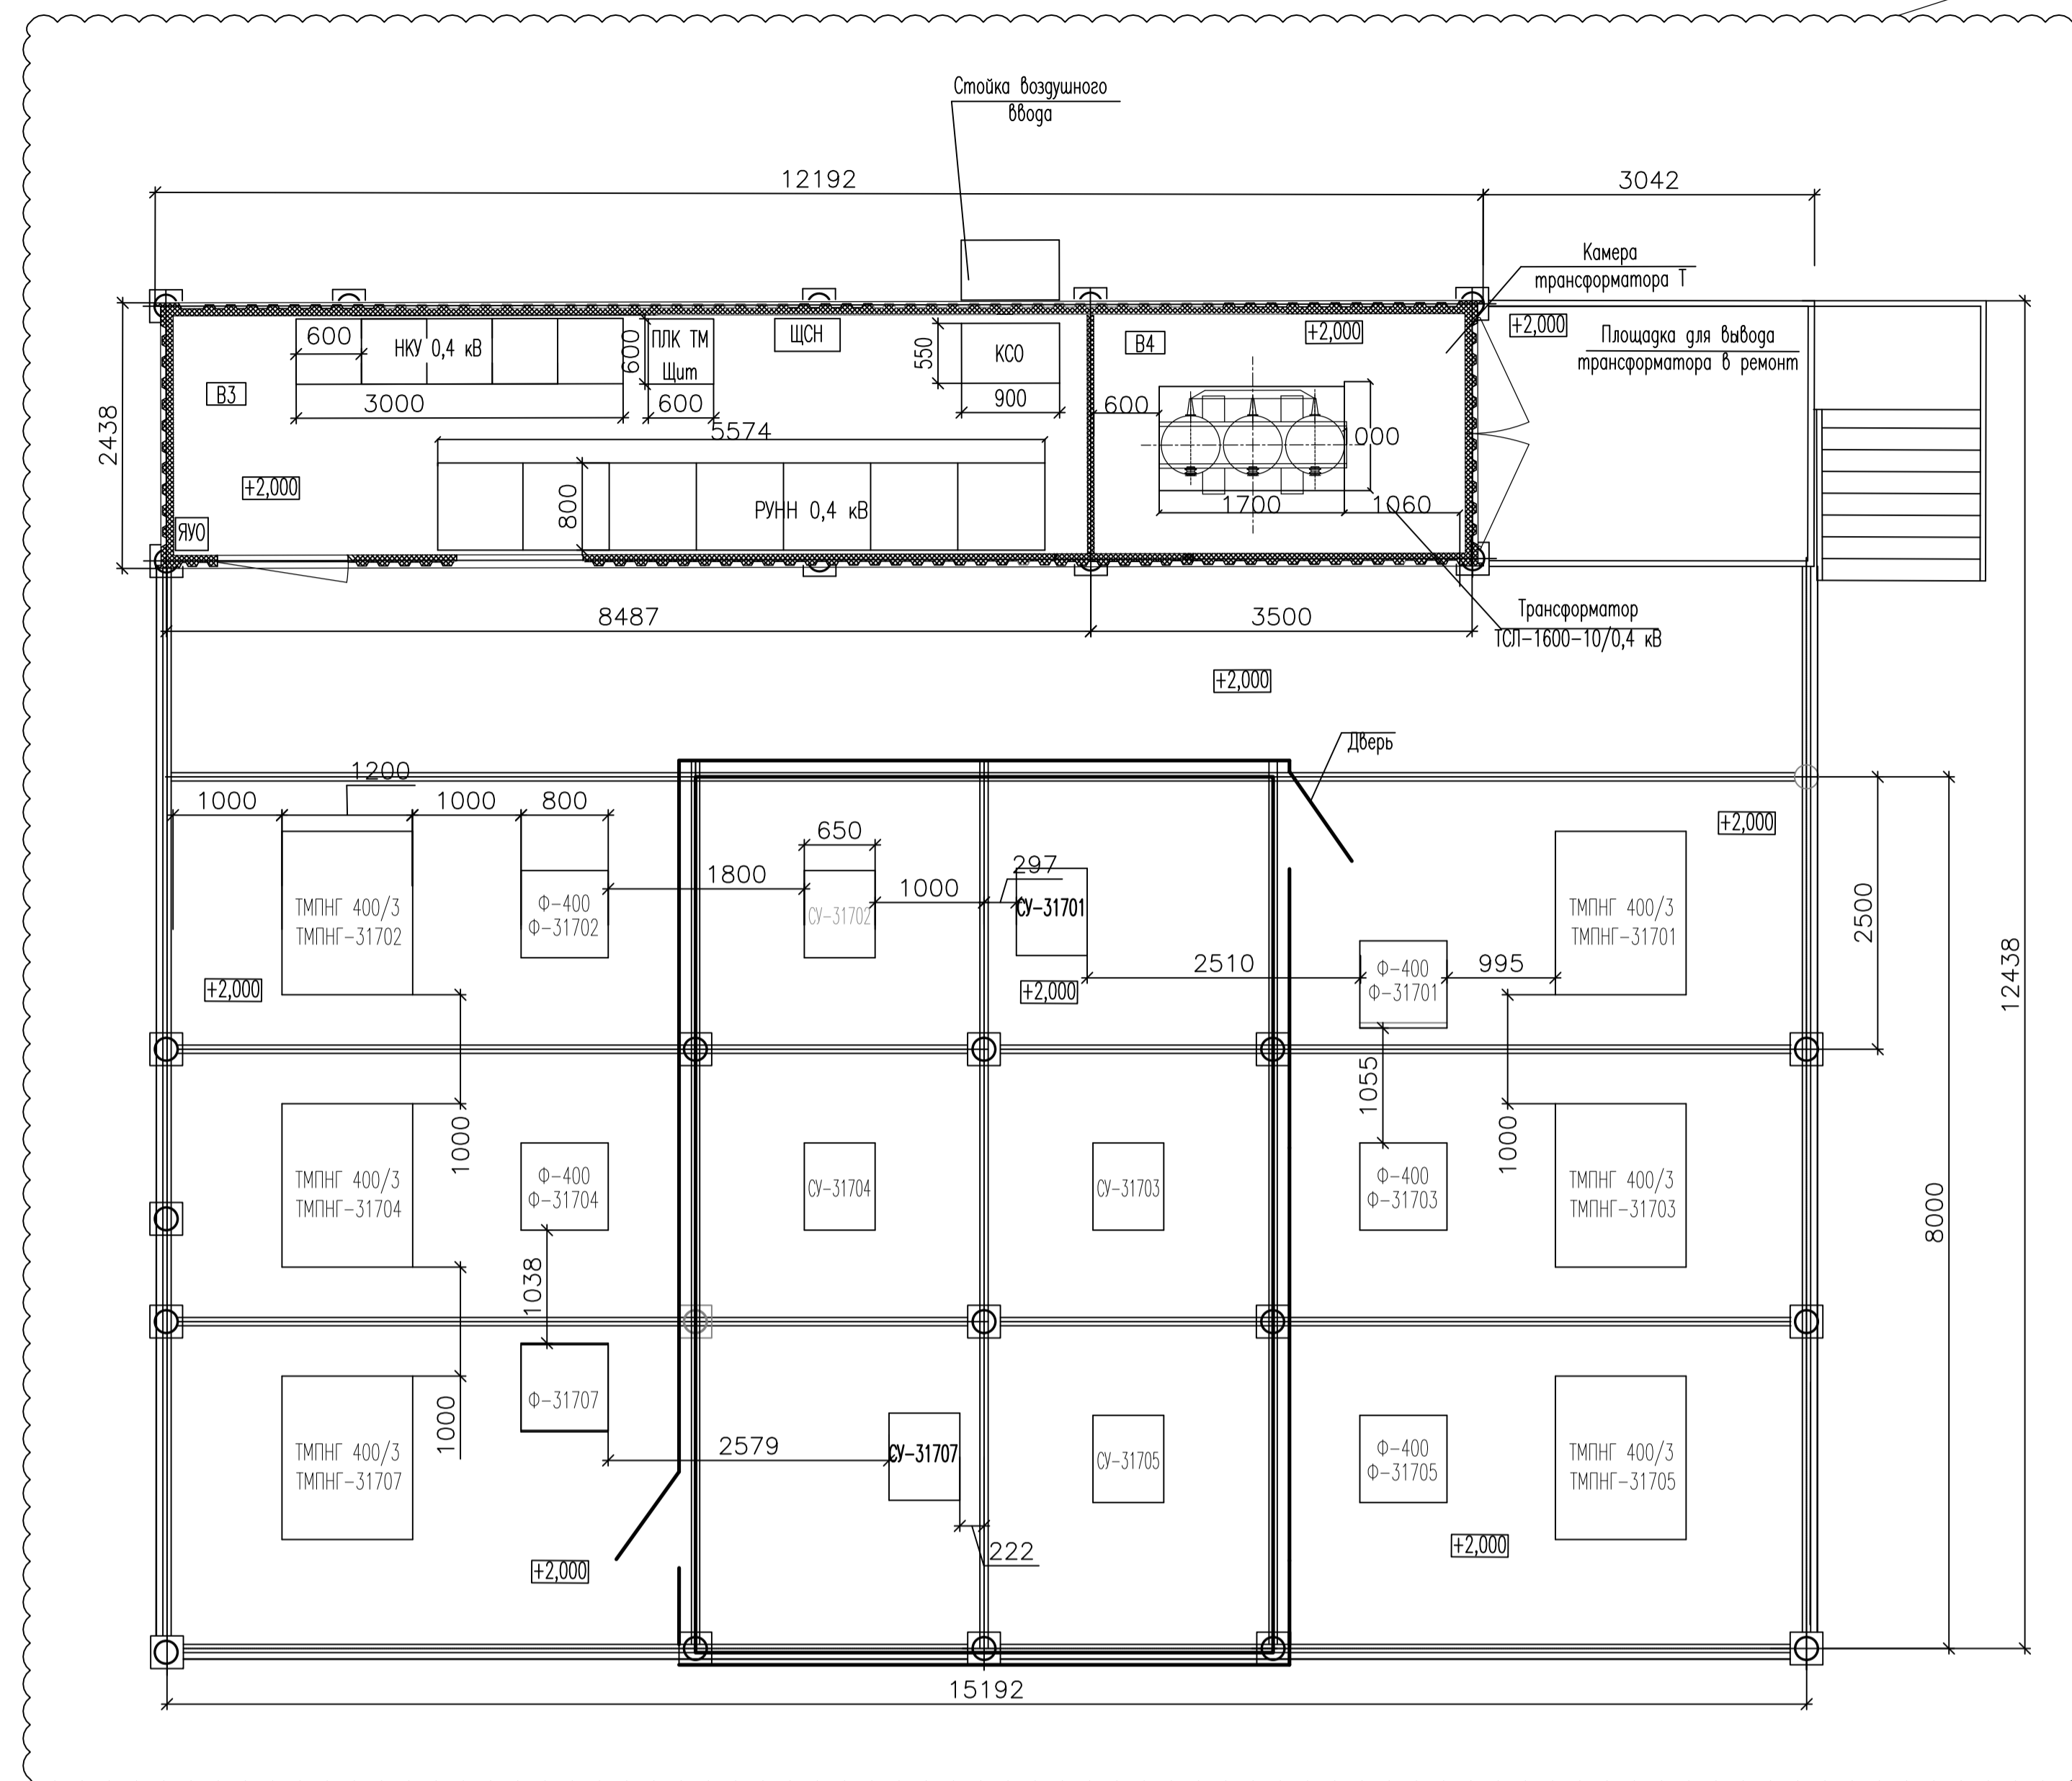 Стойка воздушного
ввода
12192
3042
Камера
трансформатора Т
+2,000
+2,000
Площадка для вывода
трансформатора в ремонт
600
НКУ 0,4 кВ
600
ПЛК ТМ
Щит
ЩСН
550
КСО
В4
В3
3000
600
900
600
1000
2438
5574
+2,000
800
РУНН 0,4 кВ
1700
1060
ЯУО
8487
3500
Трансформатор
ТСЛ-1600-10/0,4 кВ
+2,000
Дверь
1200
1000
1000
800
650
+2,000
1800
1000
297
ТМПНГ 400/3
ТМПНГ-31702
Ф-400
Ф-31702
СУ-31702
СУ-31701
ТМПНГ 400/3
ТМПНГ-31701
2500
12438
2510
Ф-400
Ф-31701
995
+2,000
+2,000
1055
1000
1000
ТМПНГ 400/3
ТМПНГ-31704
Ф-400
Ф-31704
СУ-31704
СУ-31703
Ф-400
Ф-31703
ТМПНГ 400/3
ТМПНГ-31703
8000
1038
1000
Ф-31707
ТМПНГ 400/3
ТМПНГ-31707
2579
СУ-31707
СУ-31705
Ф-400
Ф-31705
ТМПНГ 400/3
ТМПНГ-31705
222
+2,000
+2,000
15192